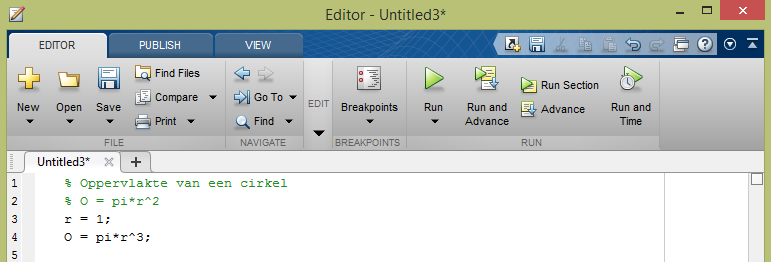 Editor - Untitled3*
EDITOR PUBLISH VIEW
New Open Save Find Files Compare Print
Go To Find
EDIT
Breakpoints
Run Run and Advance Run Section Advance Run and Time
FILE NAVIGATE BREAKPOINTS RUN
Untitled3*
1 % Oppervlakte van een cirkel
2 % O = pi*r^2
3 r = 1;
4 O = pi*r^3;
5